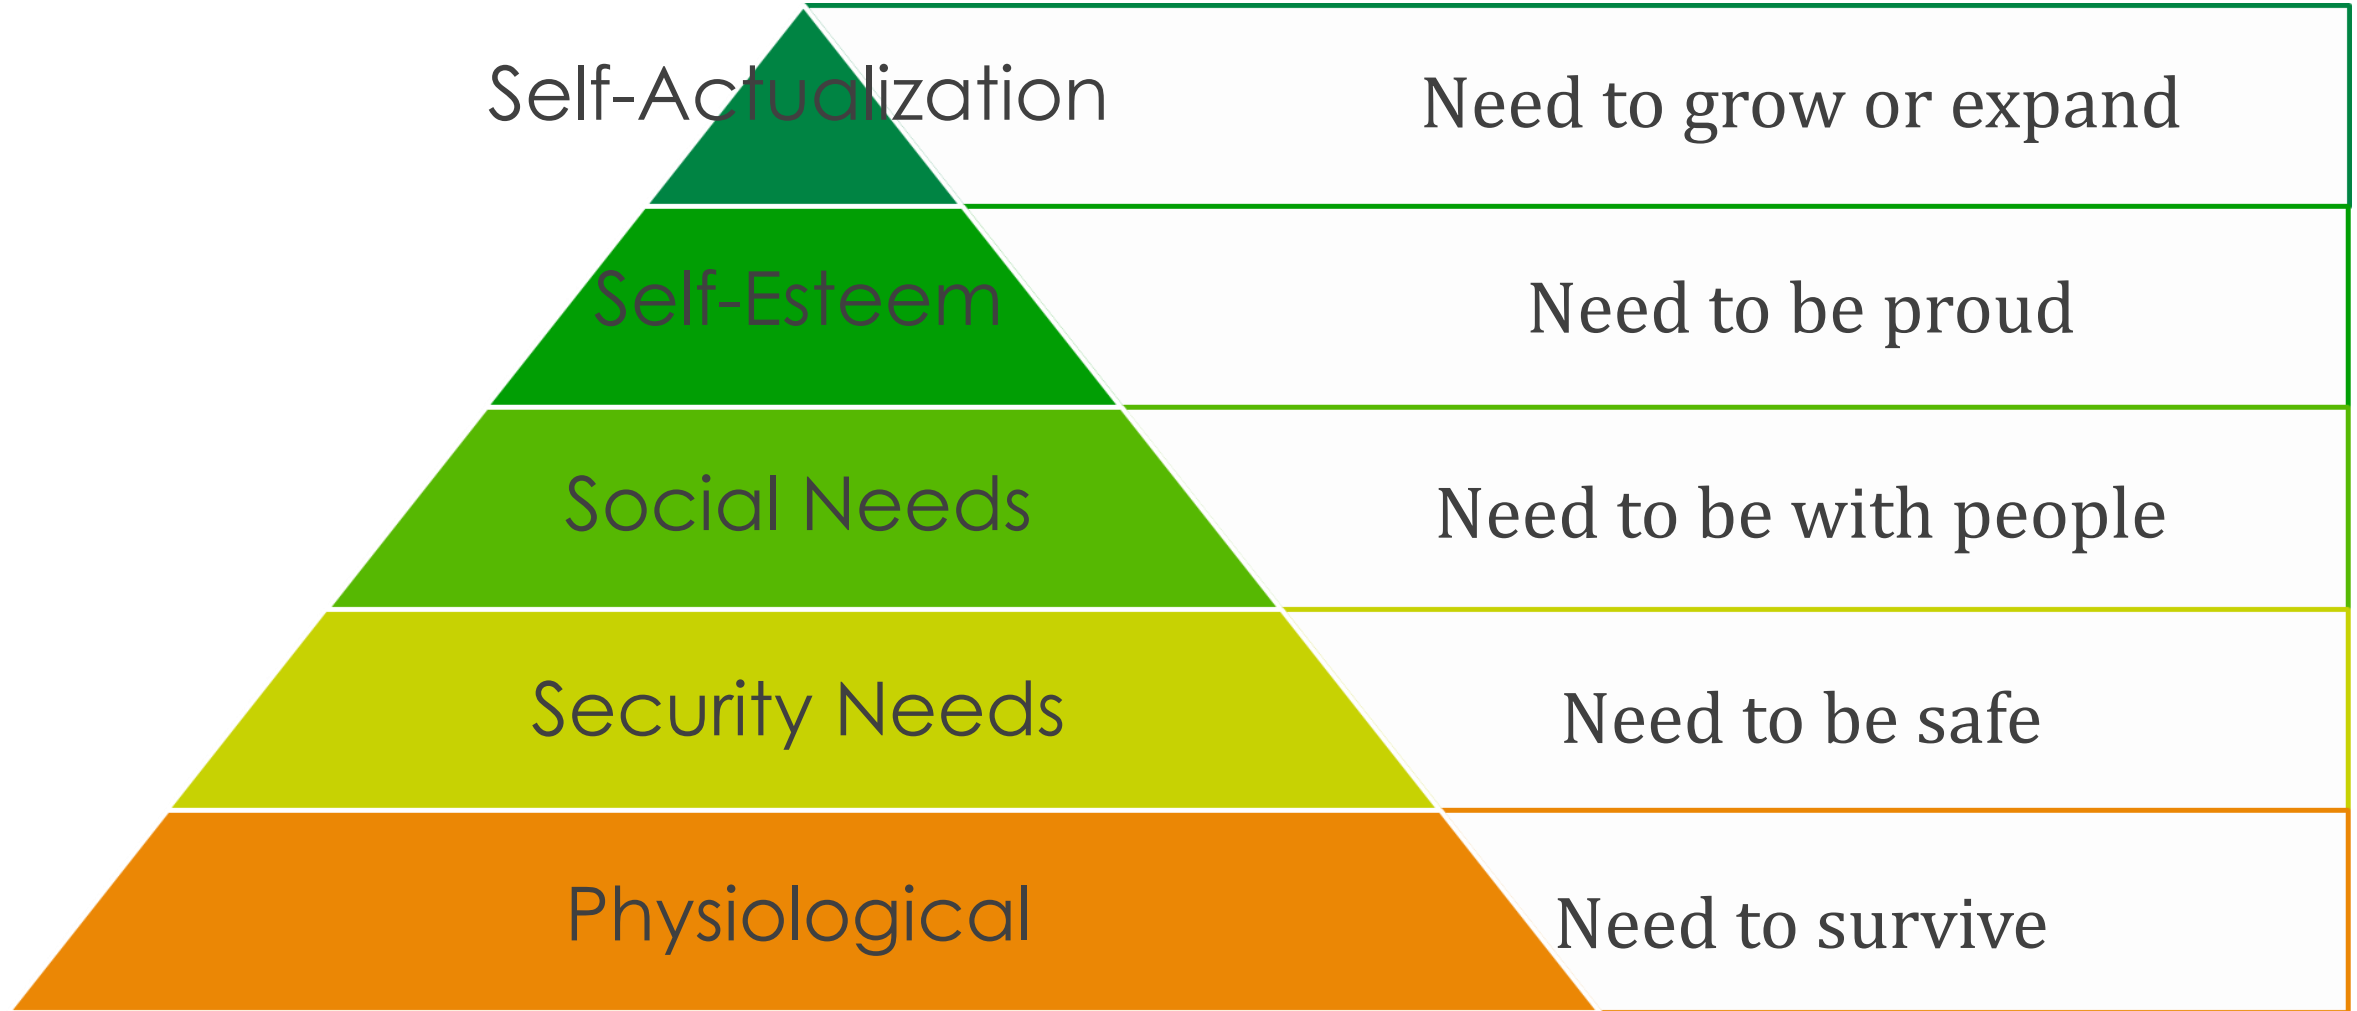 Self-Actualization
Need to grow or expand
Self-Esteem
Need to be proud
Social Needs
Need to be with people
Security Needs
Need to be safe
Physiological
Need to survive